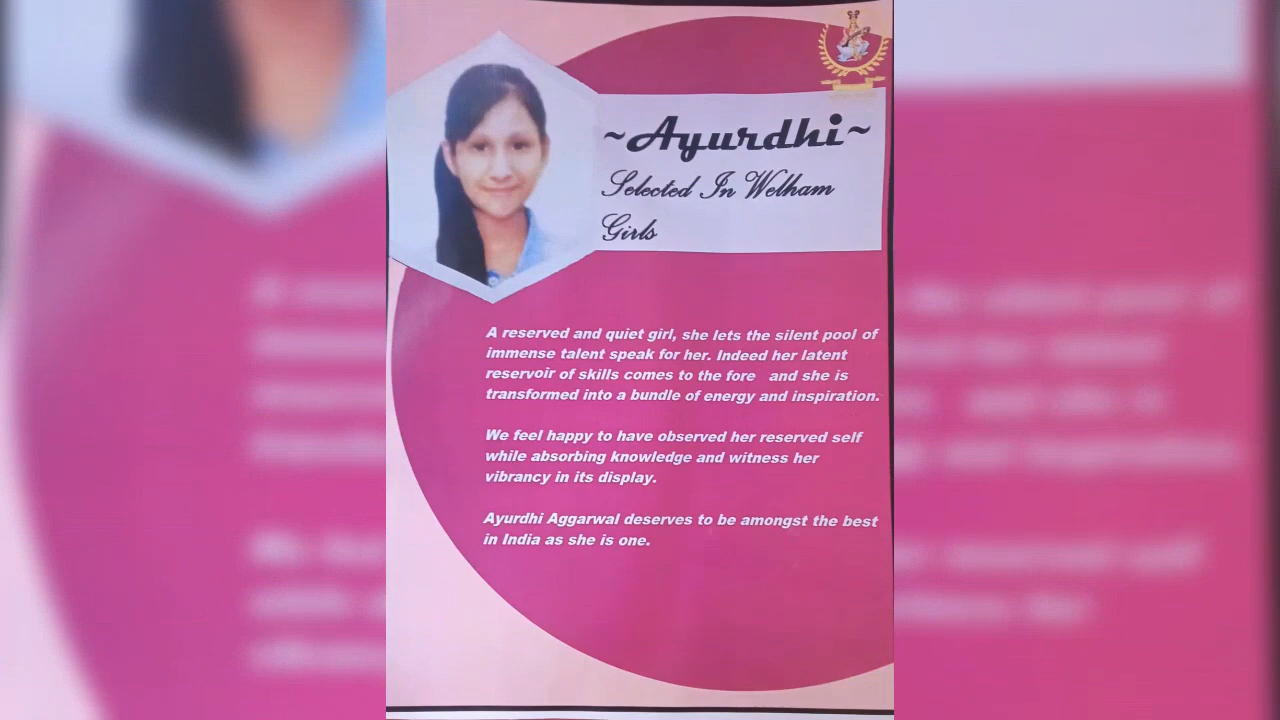 ~Ayurdhi~
Selected In Welham
Girls
A reserved and quiet girl, she lets the silent pool of
immense talent speak for her. Indeed her latent
reservoir of skills comes to the fore and she is
transformed into a bundle of energy and inspiration.
We feel happy to have observed her reserved self
while absorbing knowledge and witness her
vibrancy in its display.
Ayurdhi Aggarwal deserves to be amongst the best
in India as she is one.